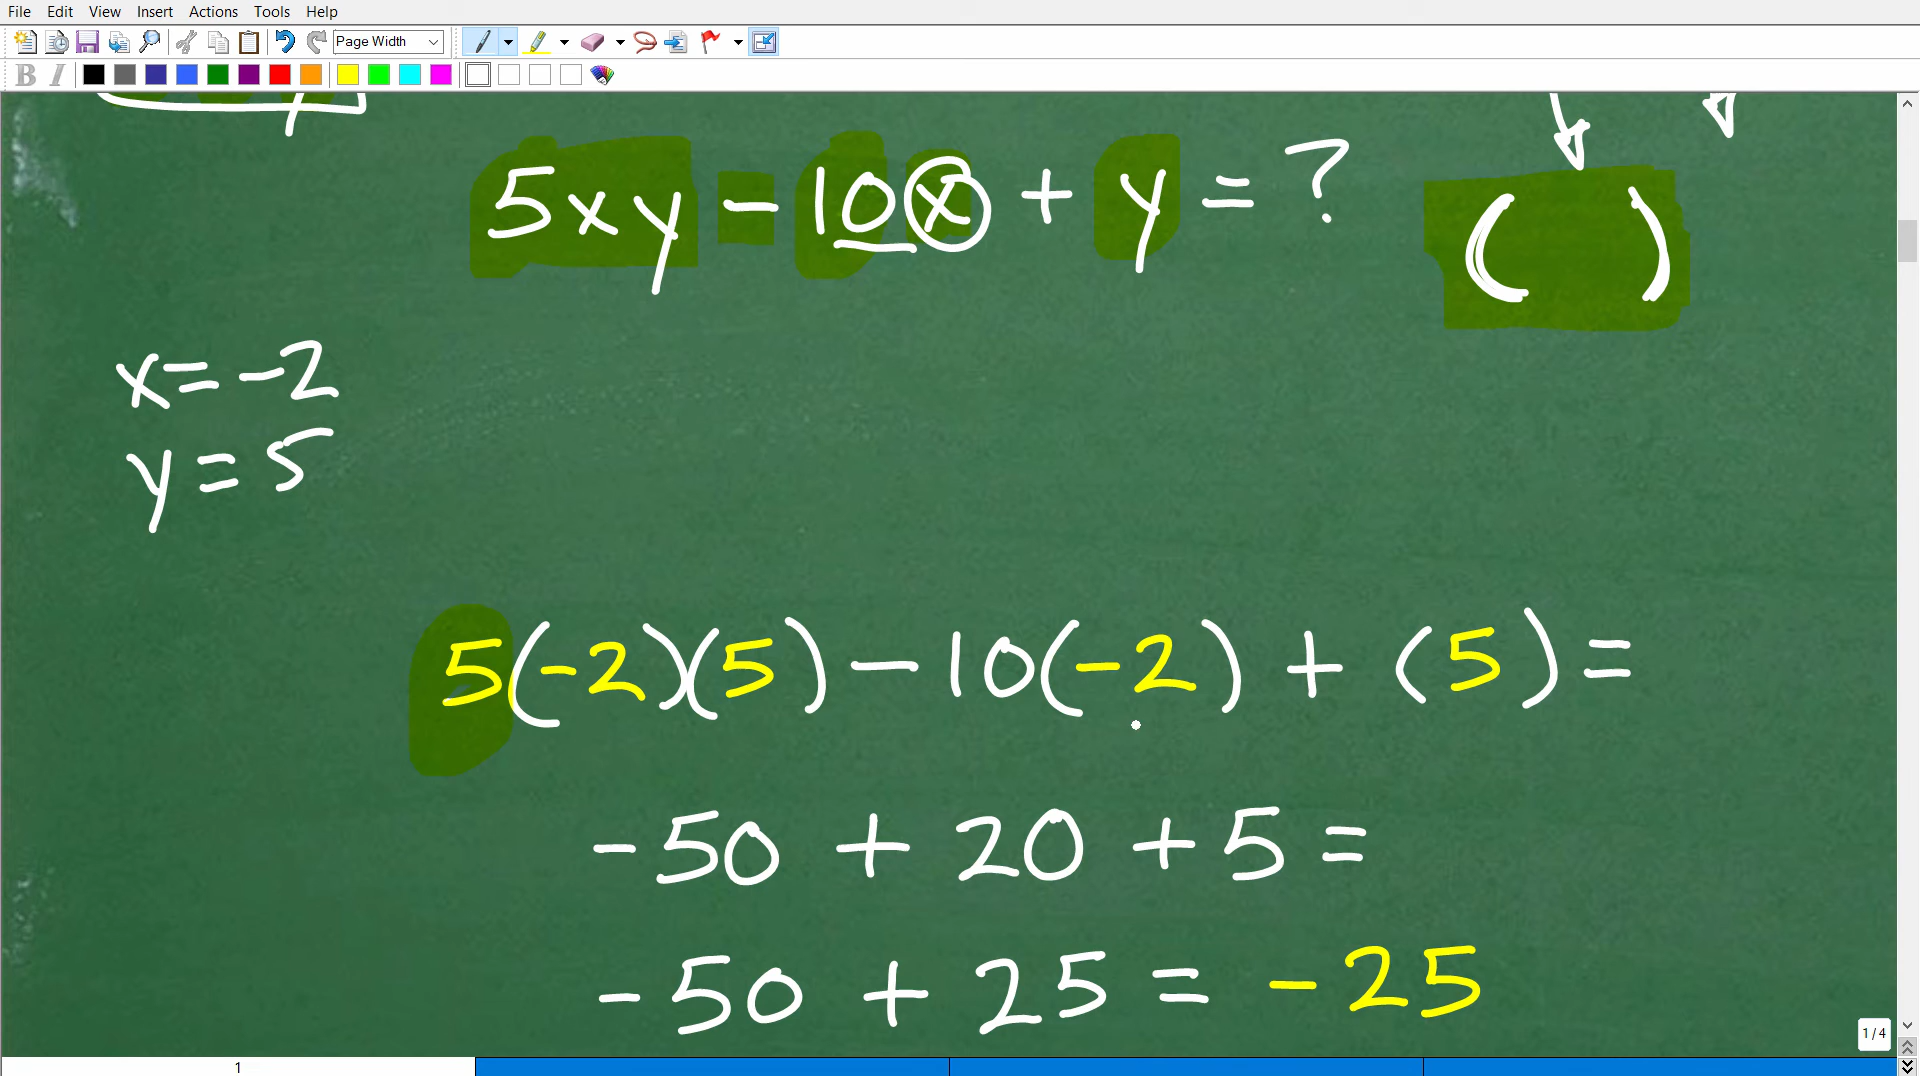 File Edit View Insert Actions Tools Help
Page Width
B I
5xy - 10x + y = ?
( )
x = -2
y = 5
5(-2)(5) - 10(-2) + (5) =
-50 + 20 + 5 =
-50 + 25 = -25
1 / 4
1